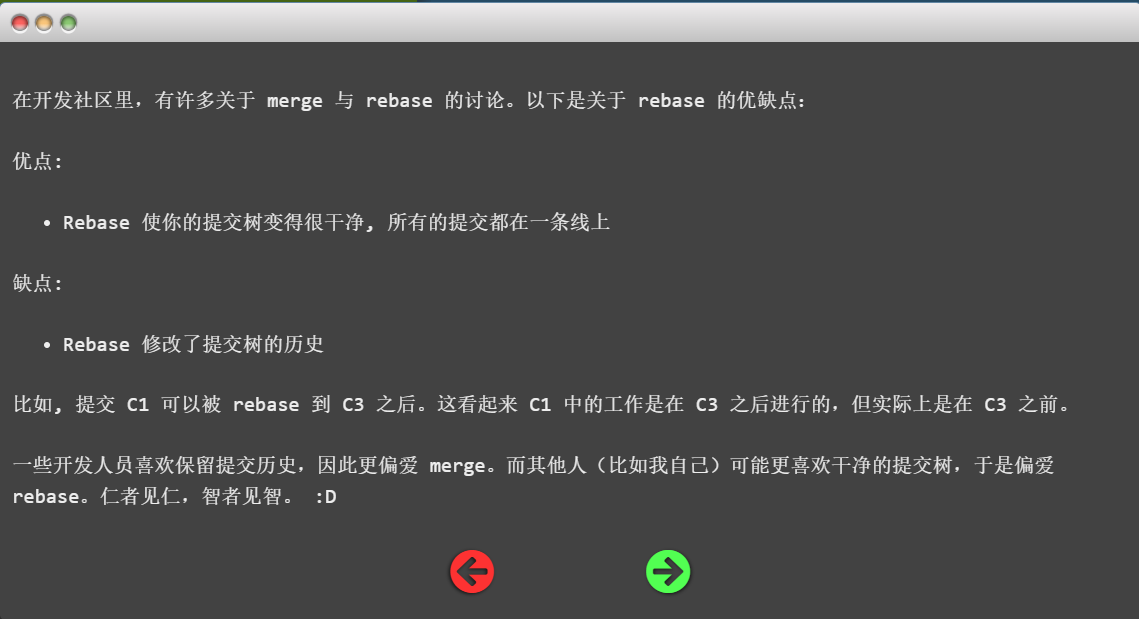 在开发社区里，有许多关于 merge 与 rebase 的讨论。以下是关于 rebase 的优缺点：
优点:
• Rebase 使你的提交树变得很干净, 所有的提交都在一条线上
缺点:
• Rebase 修改了提交树的历史
比如, 提交 C1 可以被 rebase 到 C3 之后。这看起来 C1 中的工作是在 C3 之后进行的，但实际上是在 C3 之前。
一些开发人员喜欢保留提交历史，因此更偏爱 merge。而其他人（比如我自己）可能更喜欢干净的提交树，于是偏爱
rebase。仁者见仁，智者见智。 :D